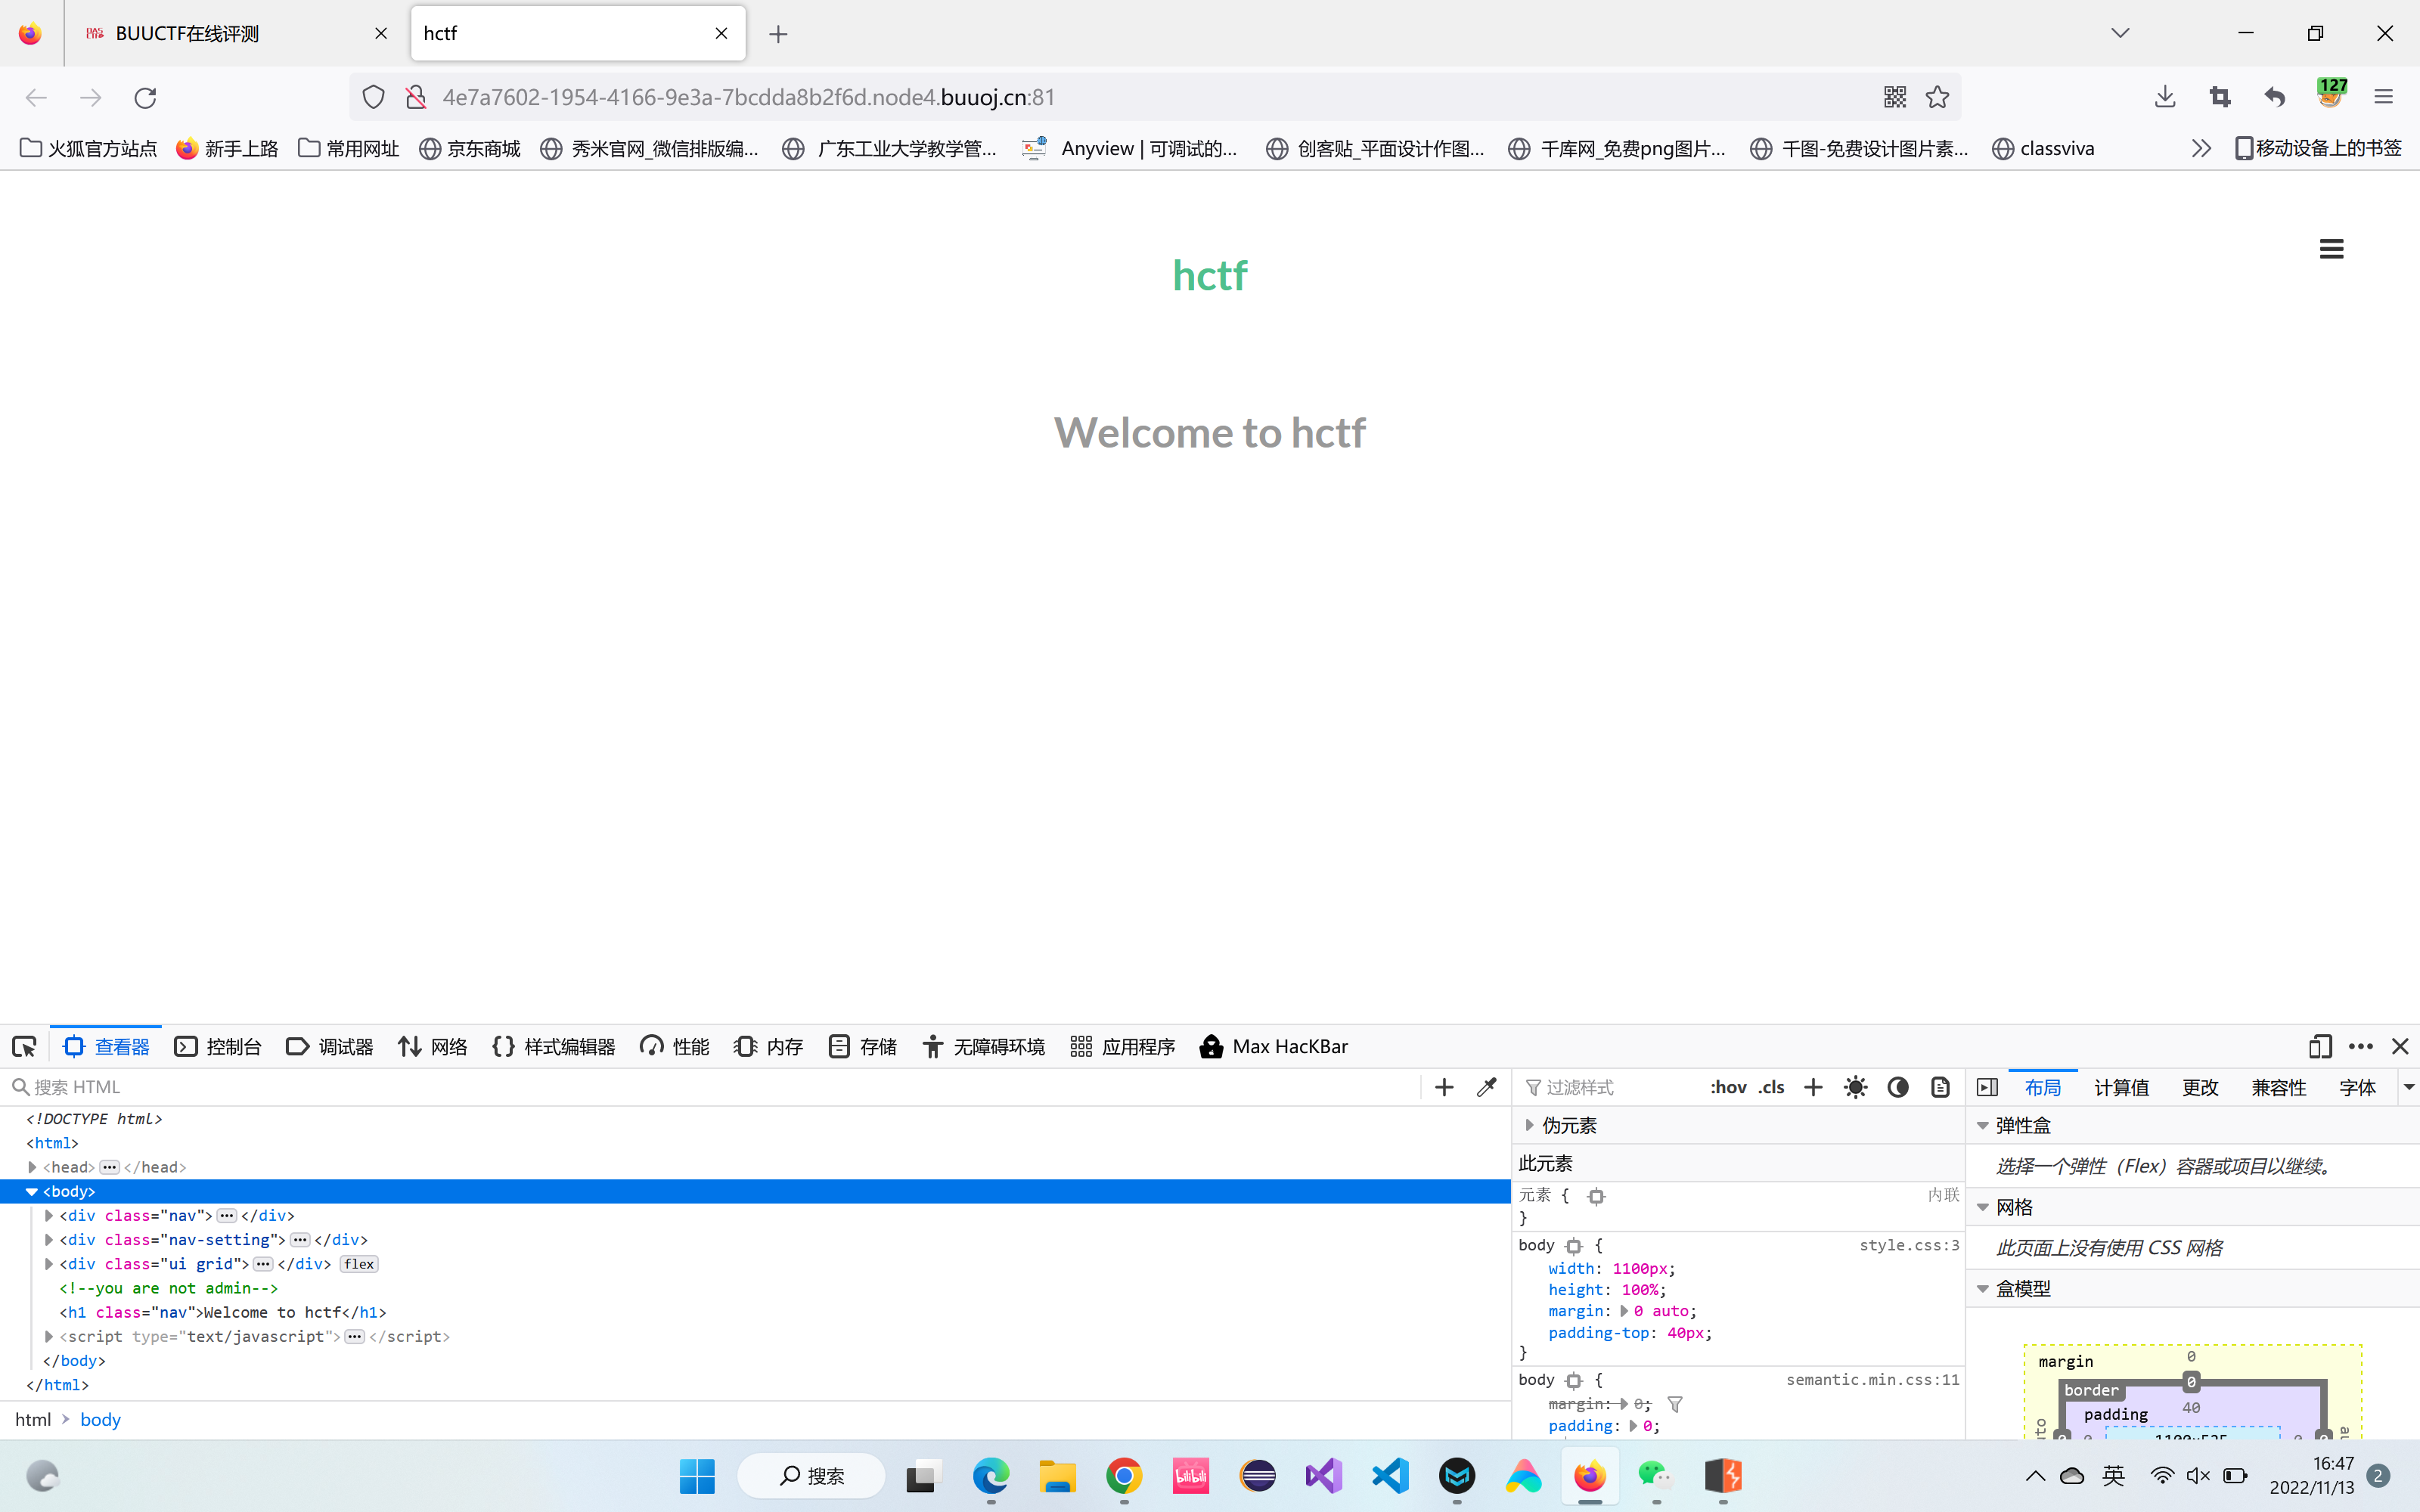 BUUCTF在线评测
hctf
4e7a7602-1954-4166-9e3a-7bcdda8b2f6d.node4.buuoj.cn:81
127
火狐官方站点 新手上路 常用网址 京东商城 秀米官网_微信排版编... 广东工业大学教学管... Anyview | 可调试的... 创客贴_平面设计作图... 千库网_免费png图片... 千图-免费设计图片素... classviva 移动设备上的书签
hctf
Welcome to hctf
查看器 控制台 调试器 网络 样式编辑器 性能 内存 存储 无障碍环境 应用程序 Max HacKBar
搜索 HTML
<!DOCTYPE html>
<html>
<head> ••• </head>
<body>
<div class="nav"> ••• </div>
<div class="nav-setting"> ••• </div>
<div class="ui grid"> ••• </div> flex
<!--you are not admin-->
<h1 class="nav">Welcome to hctf</h1>
<script type="text/javascript"> ••• </script>
</body>
</html>
html > body
过滤样式 :hov .cls
伪元素
此元素
元素 { 内联
}
body { style.css:3
width: 1100px;
height: 100%;
margin: 0 auto;
padding-top: 40px;
}
body { semantic.min.css:11
margin: 0;
padding: 0;
布局 计算值 更改 兼容性 字体
弹性盒
选择一个弹性（Flex）容器或项目以继续。
网格
此页面上没有使用 CSS 网格
盒模型
margin 0
border 0
padding 40
搜索
bilibili
英
16:47
2022/11/13
2